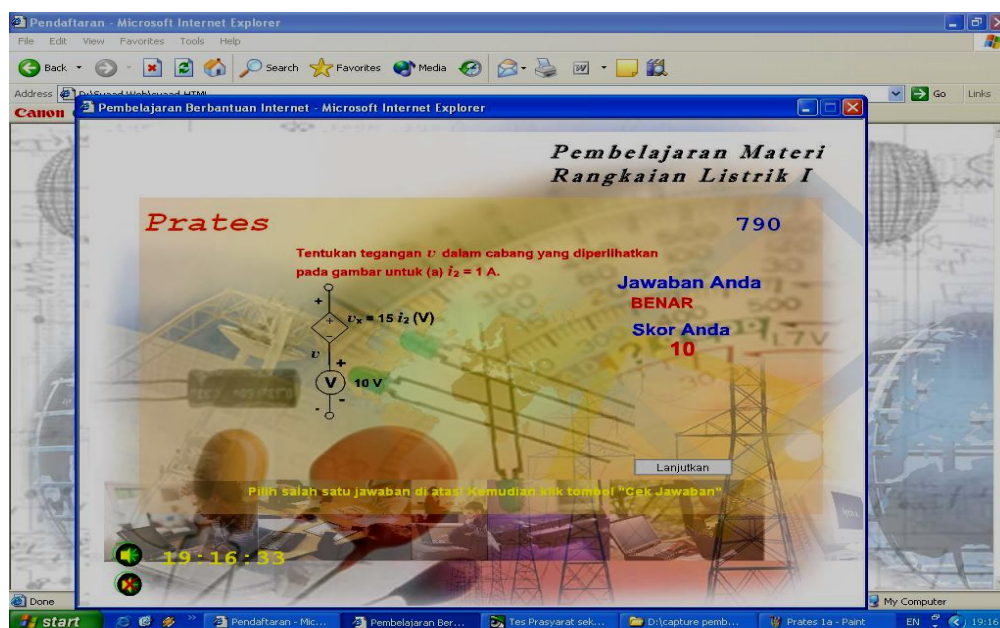 Pendaftaran - Microsoft Internet Explorer
File Edit View Favorites Tools Help
Back Search Favorites Media
Address Go Links
Canon
Pembelajaran Berbantuan Internet - Microsoft Internet Explorer
Pembelajaran Materi
Rangkaian Listrik I
Prates
790
Tentukan tegangan v dalam cabang yang diperlihatkan
pada gambar untuk (a) i₂ = 1 A.
+
+ vₓ = 15 i₂ (V)
-
v +
V 10 V
- -
Jawaban Anda
BENAR
Skor Anda
10
Lanjutkan
Pilih salah satu jawaban di atas! Kemudian klik tombol "Cek Jawaban"
19:16:33
Done
My Computer
start
Pendaftaran - Mic...
Pembelajaran Ber...
Tes Prasyarat sek...
D:\capture pemb...
Prates 1a - Paint
EN
19:16